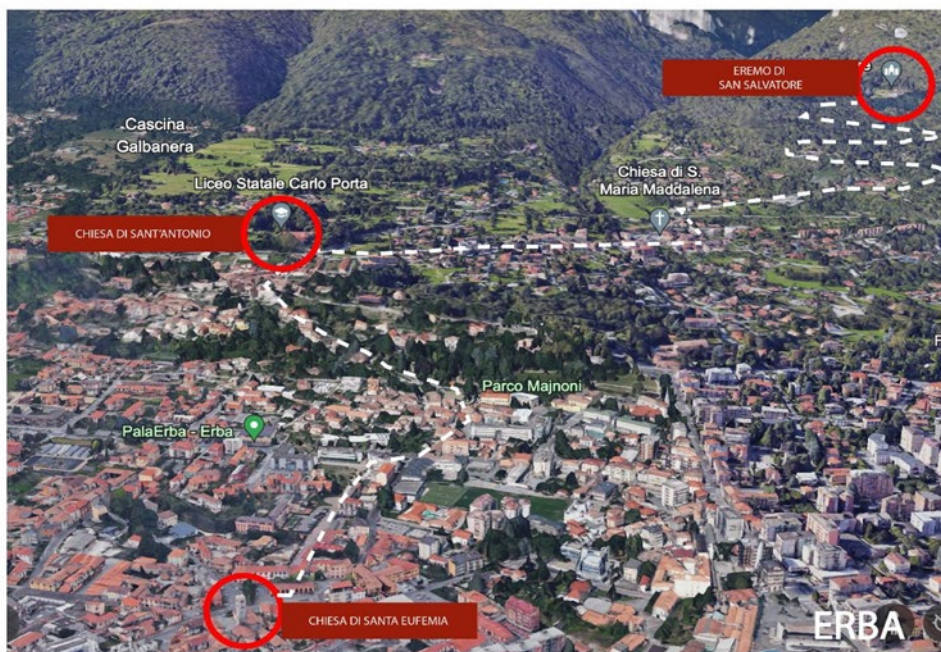 EREMO DI
SAN SALVATORE
Cascina
Galbanera
Liceo Statale Carlo Porta
Chiesa di S.
Maria Maddalena
CHIESA DI SANT'ANTONIO
Parco Majnoni
PalaErba - Erba
CHIESA DI SANTA EUFEMIA
ERBA